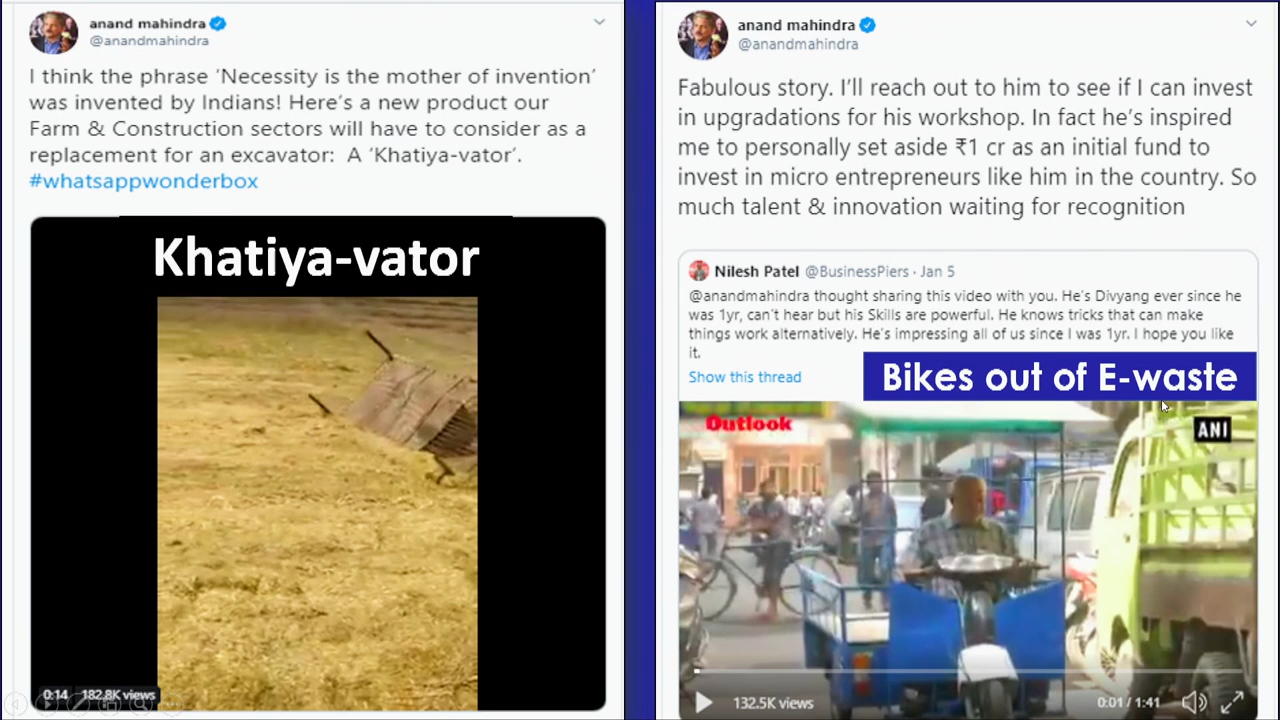 anand mahindra
@anandmahindra
I think the phrase ‘Necessity is the mother of invention’
was invented by Indians! Here’s a new product our
Farm & Construction sectors will have to consider as a
replacement for an excavator: A ‘Khatiya-vator’.
#whatsappwonderbox
Khatiya-vator
0:14 182.8K views
anand mahindra
@anandmahindra
Fabulous story. I’ll reach out to him to see if I can invest
in upgradations for his workshop. In fact he’s inspired
me to personally set aside ₹1 cr as an initial fund to
invest in micro entrepreneurs like him in the country. So
much talent & innovation waiting for recognition
Nilesh Patel @BusinessPiers · Jan 5
@anandmahindra thought sharing this video with you. He’s Divyang ever since he
was 1yr, can’t hear but his Skills are powerful. He knows tricks that can make
things work alternatively. He’s impressing all of us since I was 1yr. I hope you like
it.
Show this thread
Bikes out of E-waste
Outlook
ANI
132.5K views
0:01 / 1:41